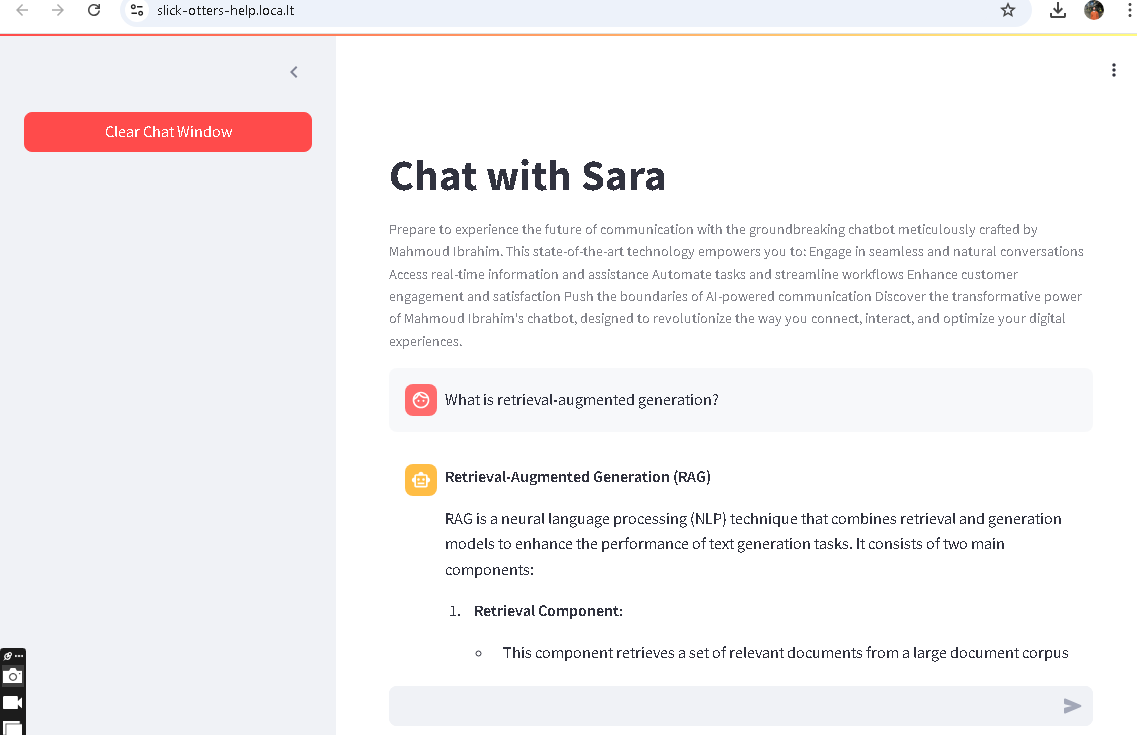 slick-otters-help.loca.lt
Clear Chat Window
Chat with Sara
Prepare to experience the future of communication with the groundbreaking chatbot meticulously crafted by
Mahmoud Ibrahim. This state-of-the-art technology empowers you to: Engage in seamless and natural conversations
Access real-time information and assistance Automate tasks and streamline workflows Enhance customer
engagement and satisfaction Push the boundaries of AI-powered communication Discover the transformative power
of Mahmoud Ibrahim's chatbot, designed to revolutionize the way you connect, interact, and optimize your digital
experiences.
What is retrieval-augmented generation?
Retrieval-Augmented Generation (RAG)
RAG is a neural language processing (NLP) technique that combines retrieval and generation
models to enhance the performance of text generation tasks. It consists of two main
components:
1. Retrieval Component:
This component retrieves a set of relevant documents from a large document corpus